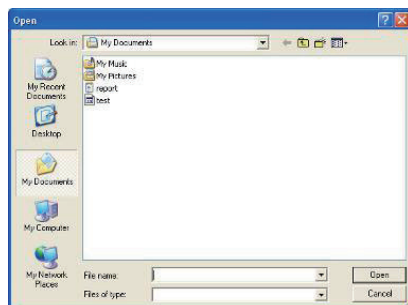 Open
Look in: My Documents
My Music
My Pictures
report
test
My Recent
Documents
Desktop
My Documents
My Computer
My Network
Places
File name:
Open
Files of type:
Cancel